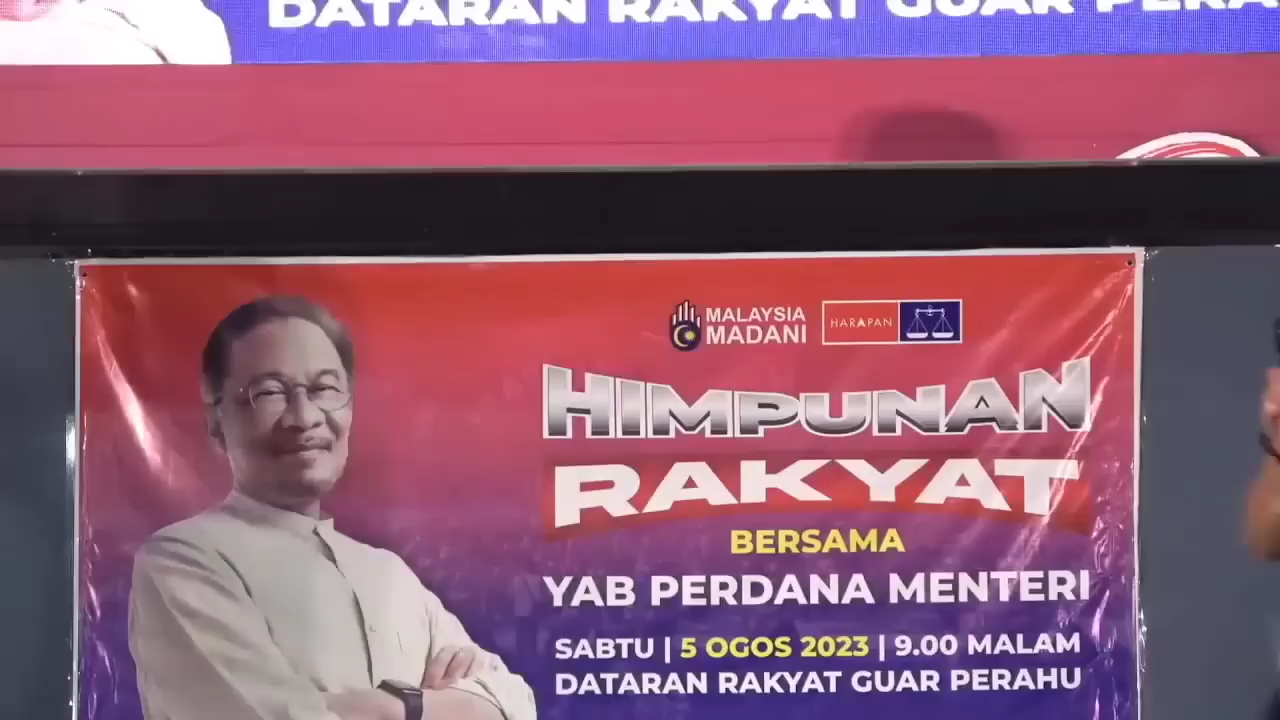 DATARAN RAKYAT GUAR PERA
MALAYSIA
MADANI
HARAPAN
HIMPUNAN
RAKYAT
BERSAMA
YAB PERDANA MENTERI
SABTU | 5 OGOS 2023 | 9.00 MALAM
DATARAN RAKYAT GUAR PERAHU